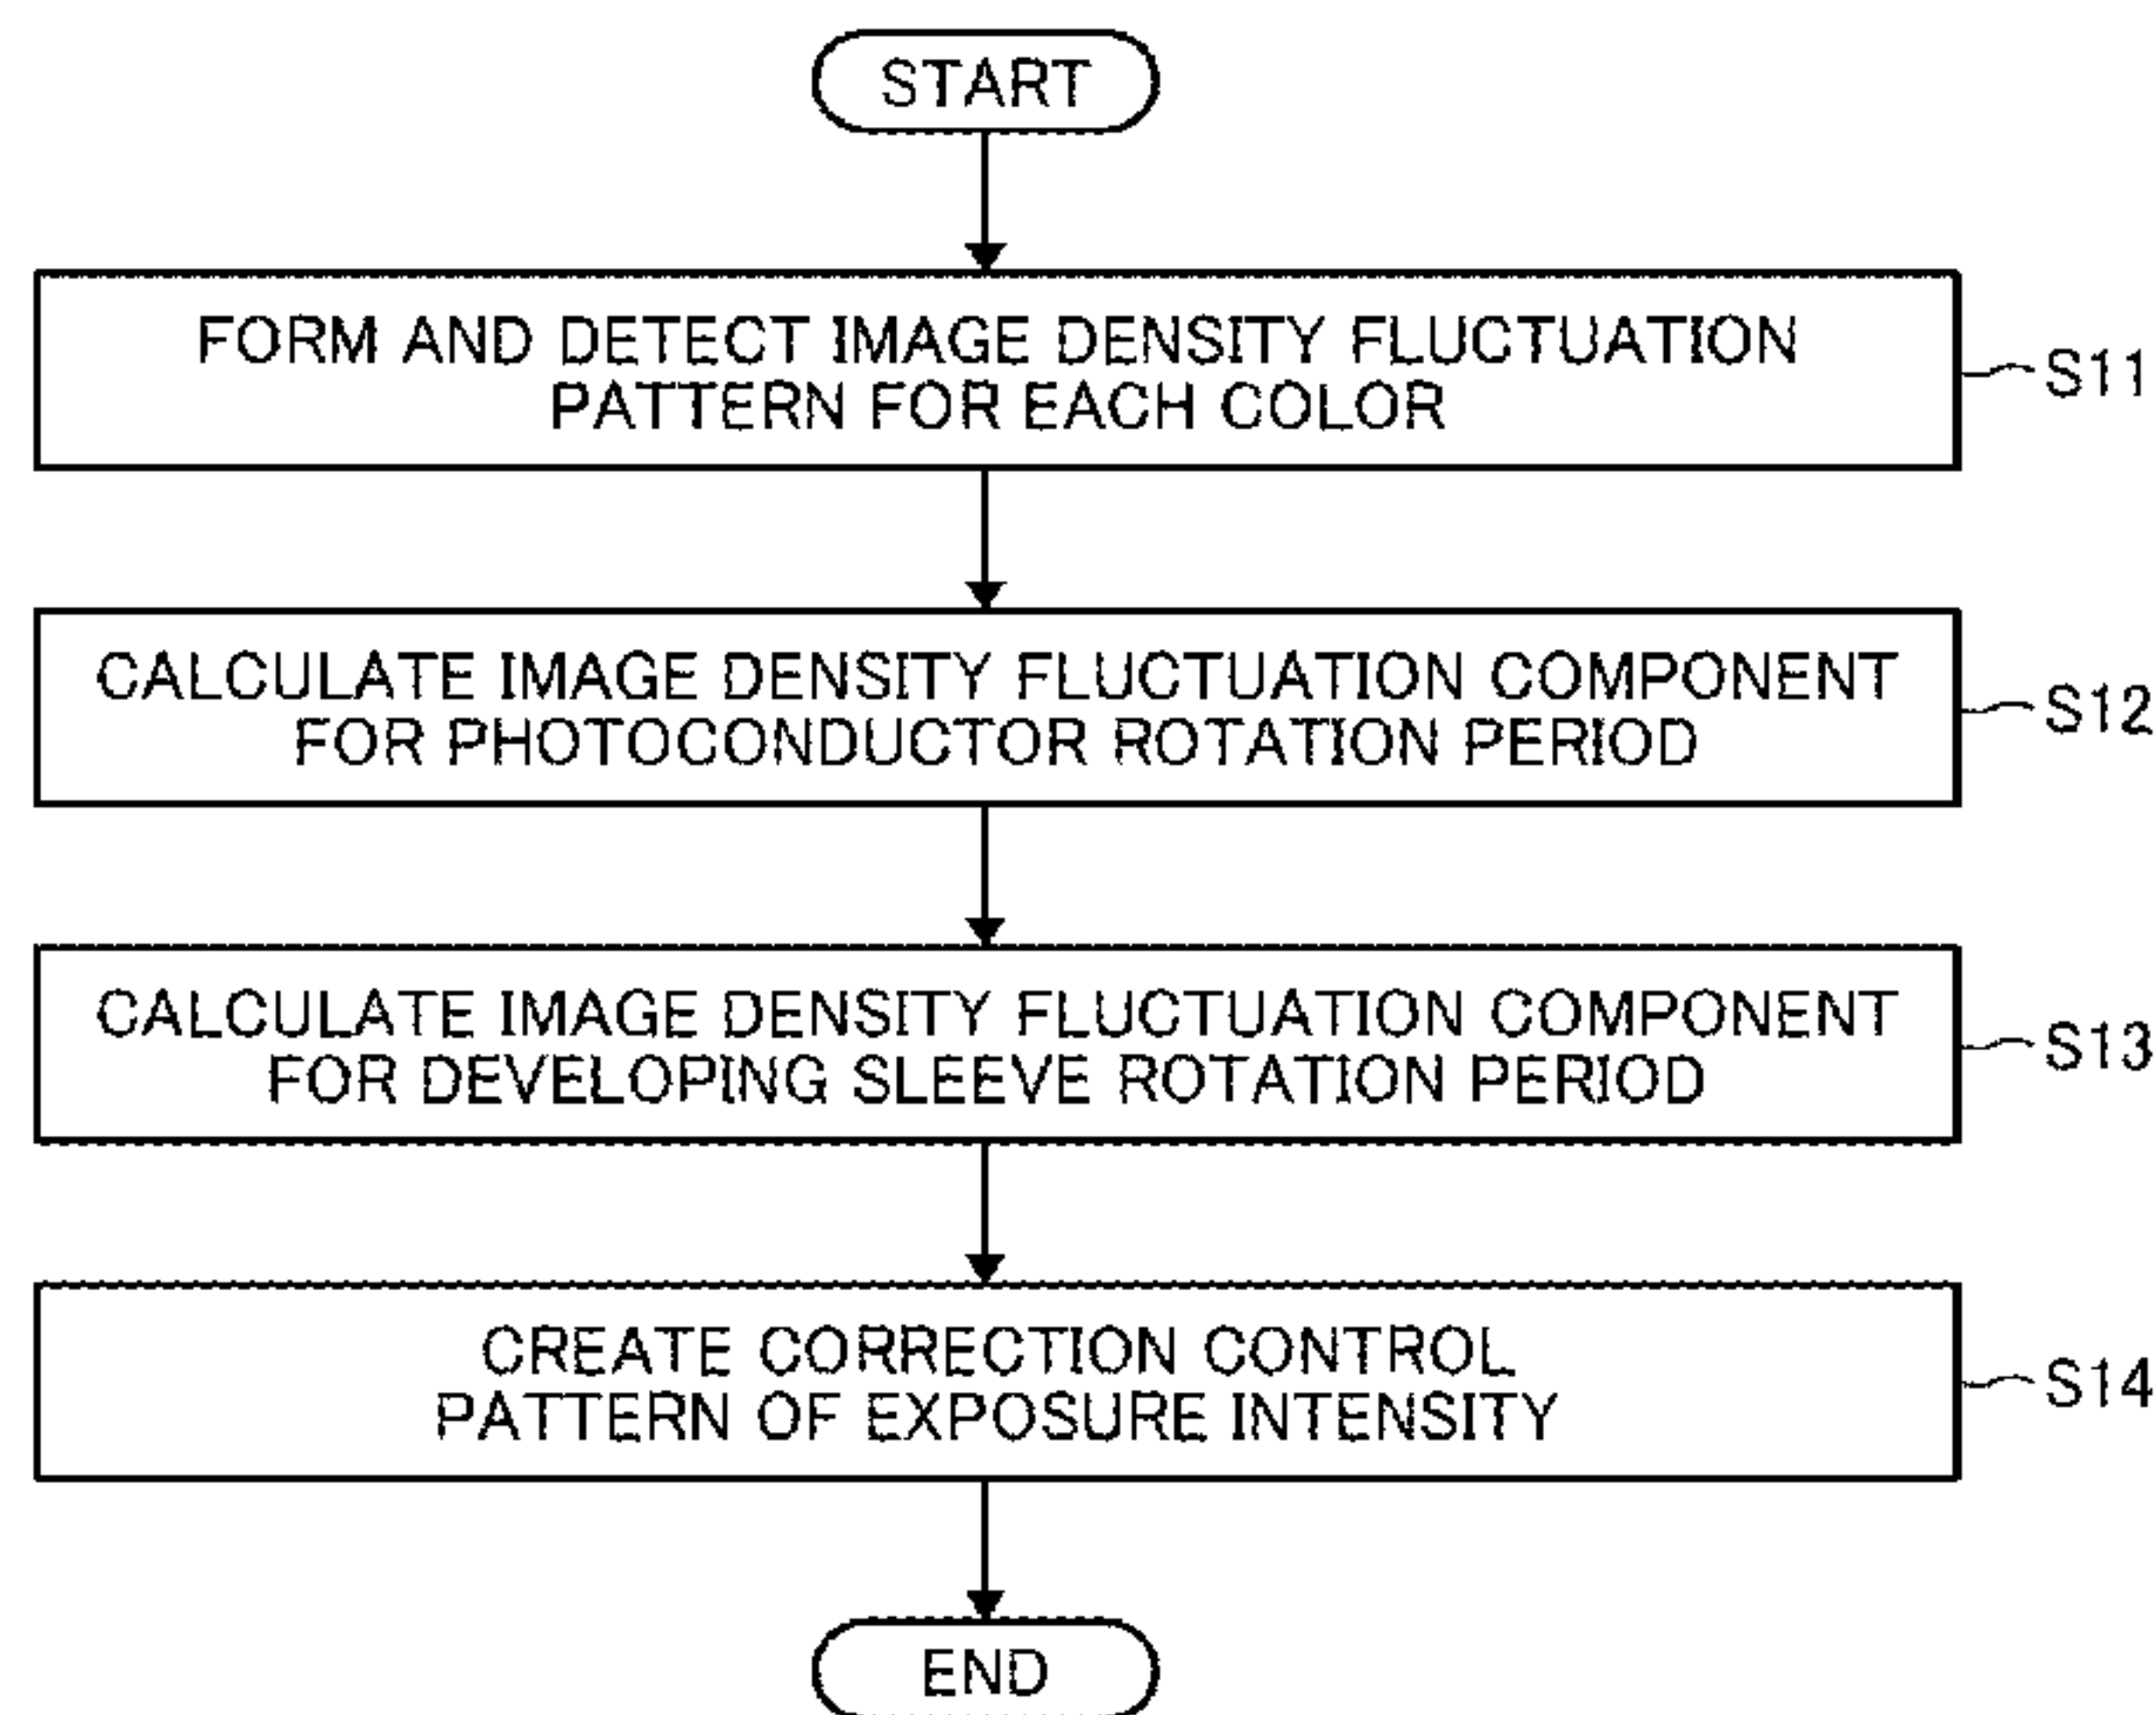 START
FORM AND DETECT IMAGE DENSITY FLUCTUATION
PATTERN FOR EACH COLOR
S11
CALCULATE IMAGE DENSITY FLUCTUATION COMPONENT
FOR PHOTOCONDUCTOR ROTATION PERIOD
S12
CALCULATE IMAGE DENSITY FLUCTUATION COMPONENT
FOR DEVELOPING SLEEVE ROTATION PERIOD
S13
CREATE CORRECTION CONTROL
PATTERN OF EXPOSURE INTENSITY
S14
END